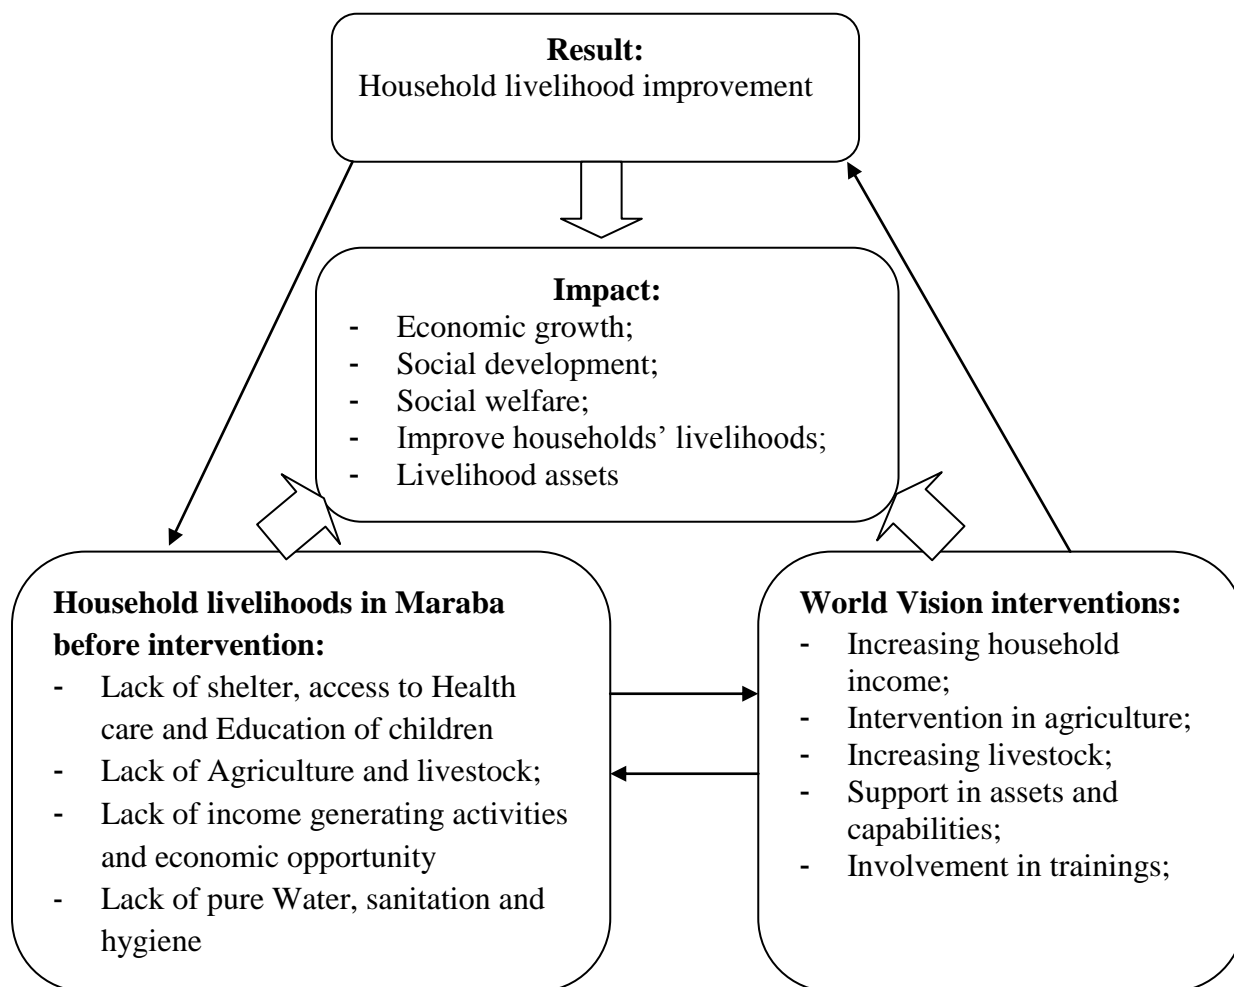 Result:
Household livelihood improvement
Impact:
- Economic growth;
- Social development;
- Social welfare;
- Improve households’ livelihoods;
- Livelihood assets
Household livelihoods in Maraba
before intervention:
- Lack of shelter, access to Health
care and Education of children
- Lack of Agriculture and livestock;
- Lack of income generating activities
and economic opportunity
- Lack of pure Water, sanitation and
hygiene
World Vision interventions:
- Increasing household
income;
- Intervention in agriculture;
- Increasing livestock;
- Support in assets and
capabilities;
- Involvement in trainings;